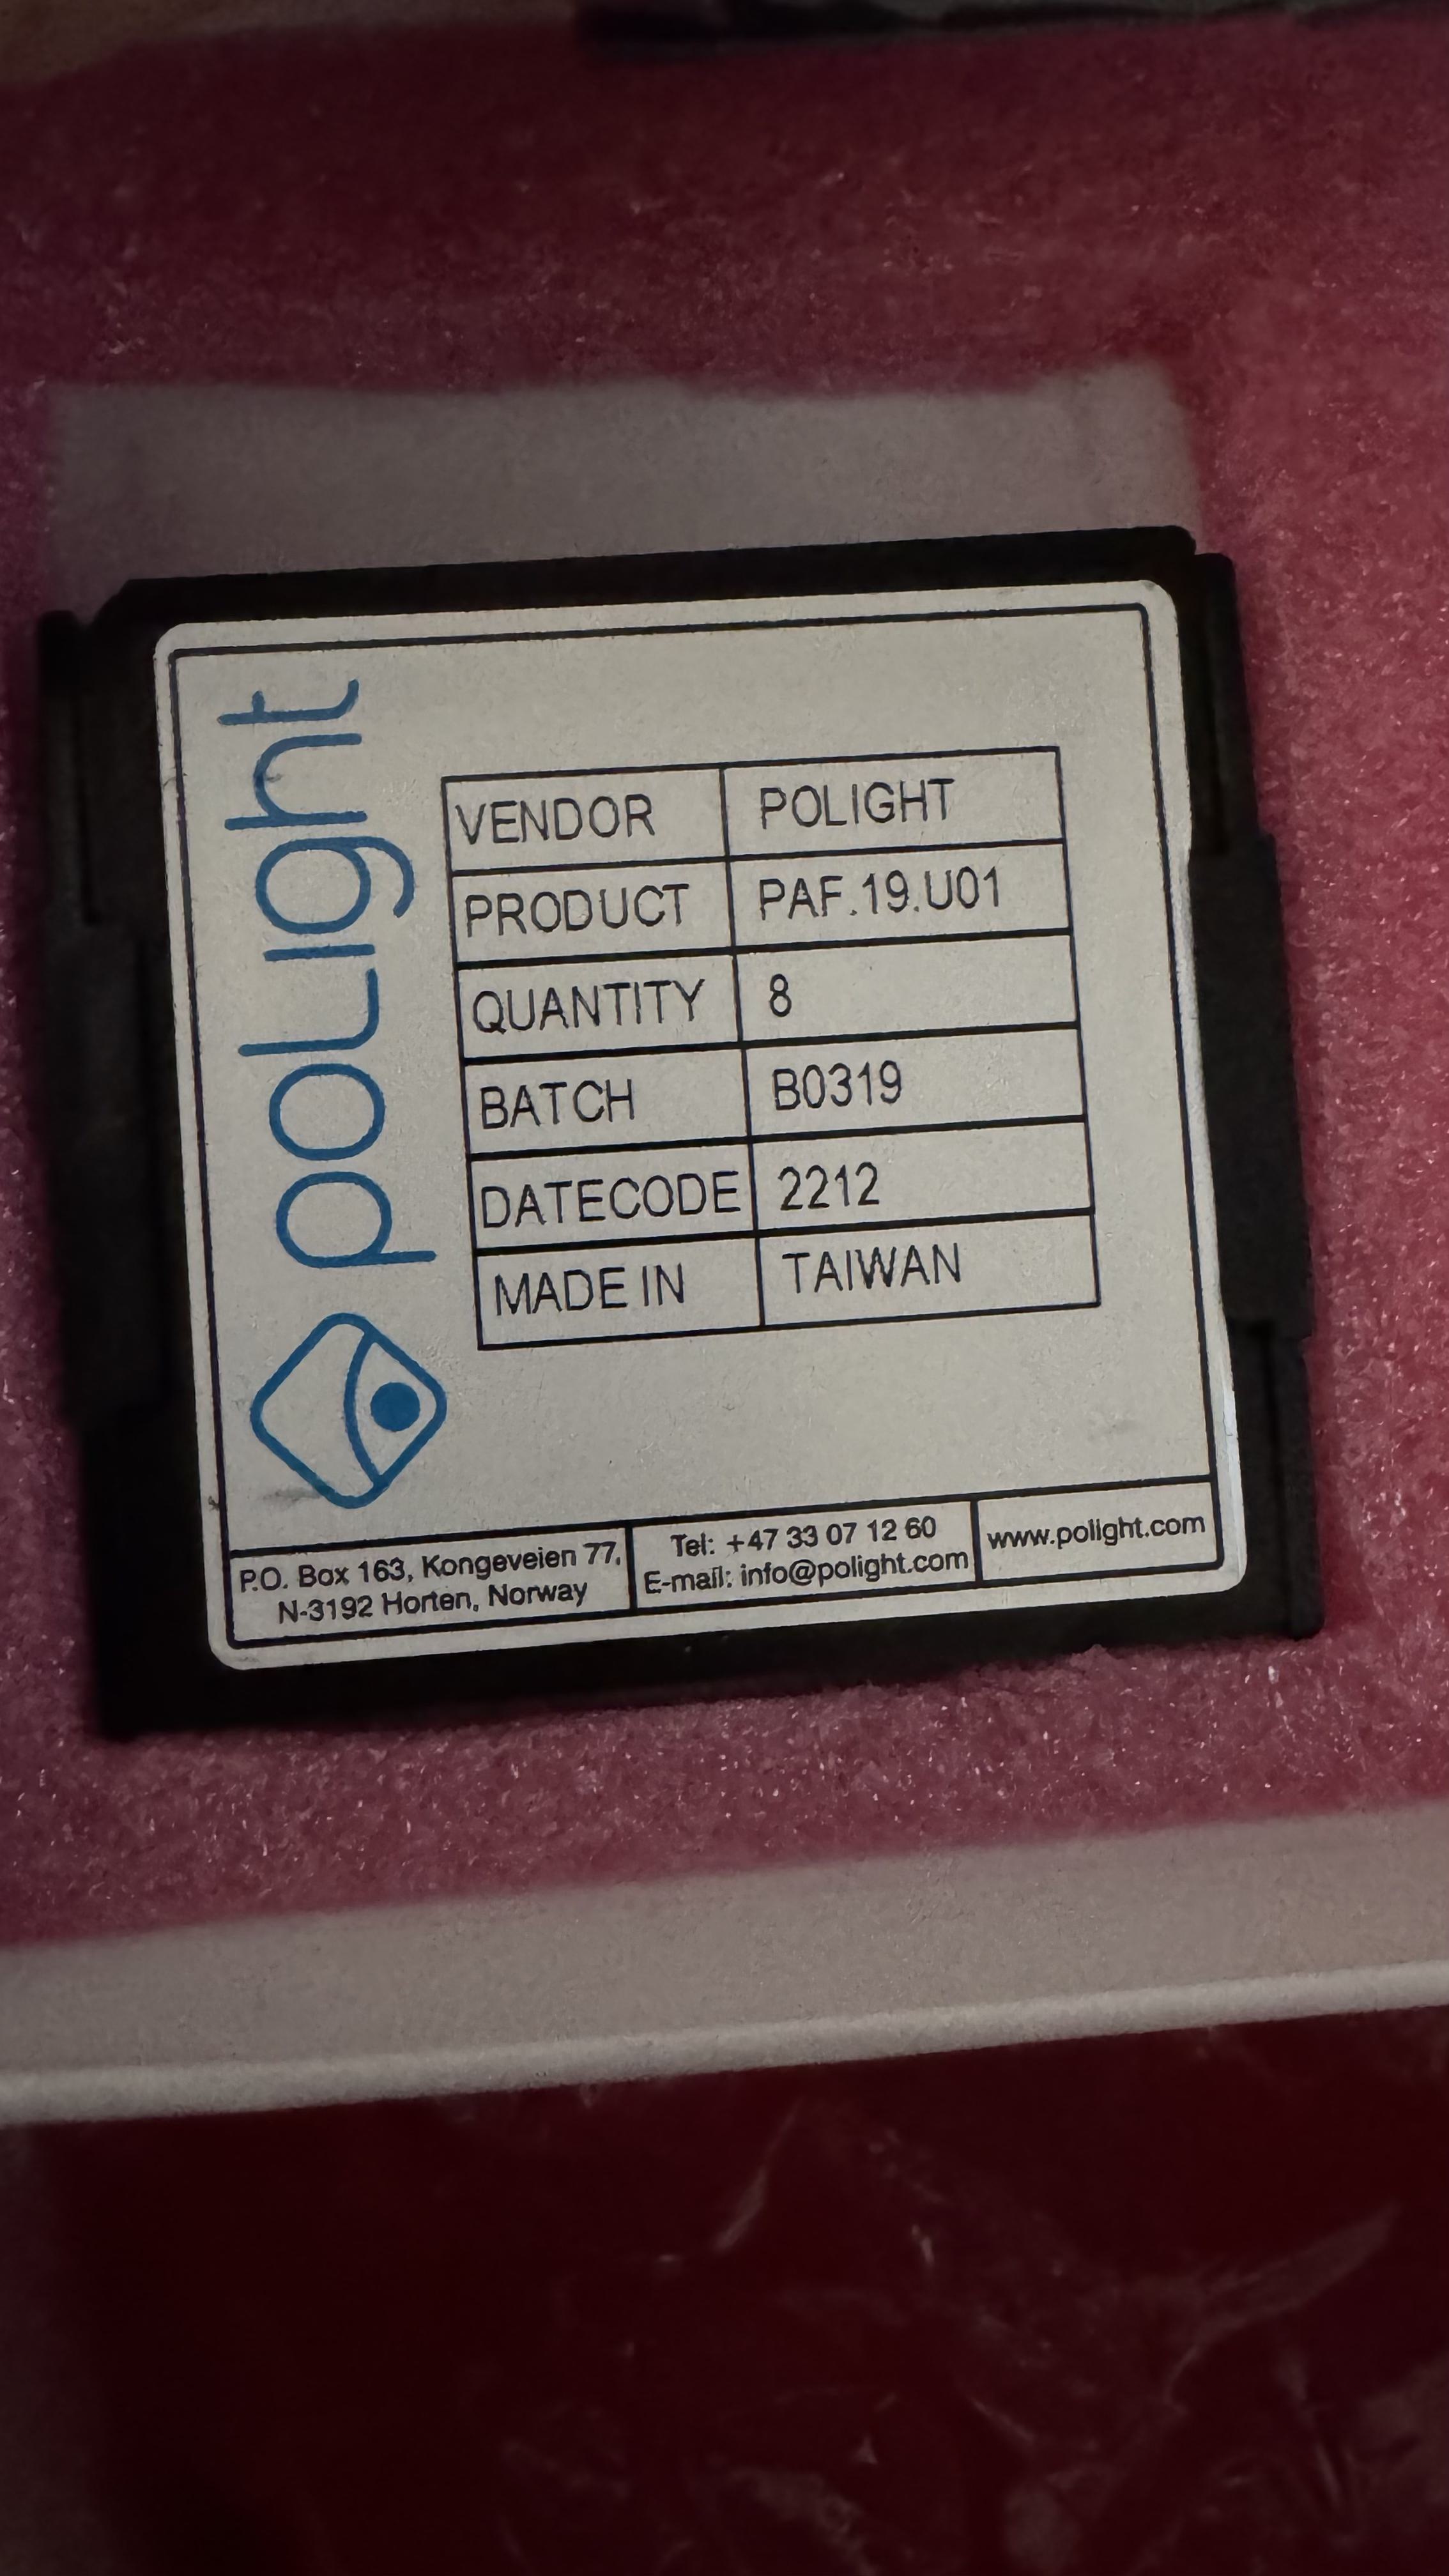 poLight
VENDOR POLIGHT
PRODUCT PAF.19.U01
QUANTITY 8
BATCH B0319
DATECODE 2212
MADE IN TAIWAN
P.O. Box 163, Kongeveien 77,
N-3192 Horten, Norway
Tel: +47 33 07 12 60
E-mail: info@polight.com
www.polight.com